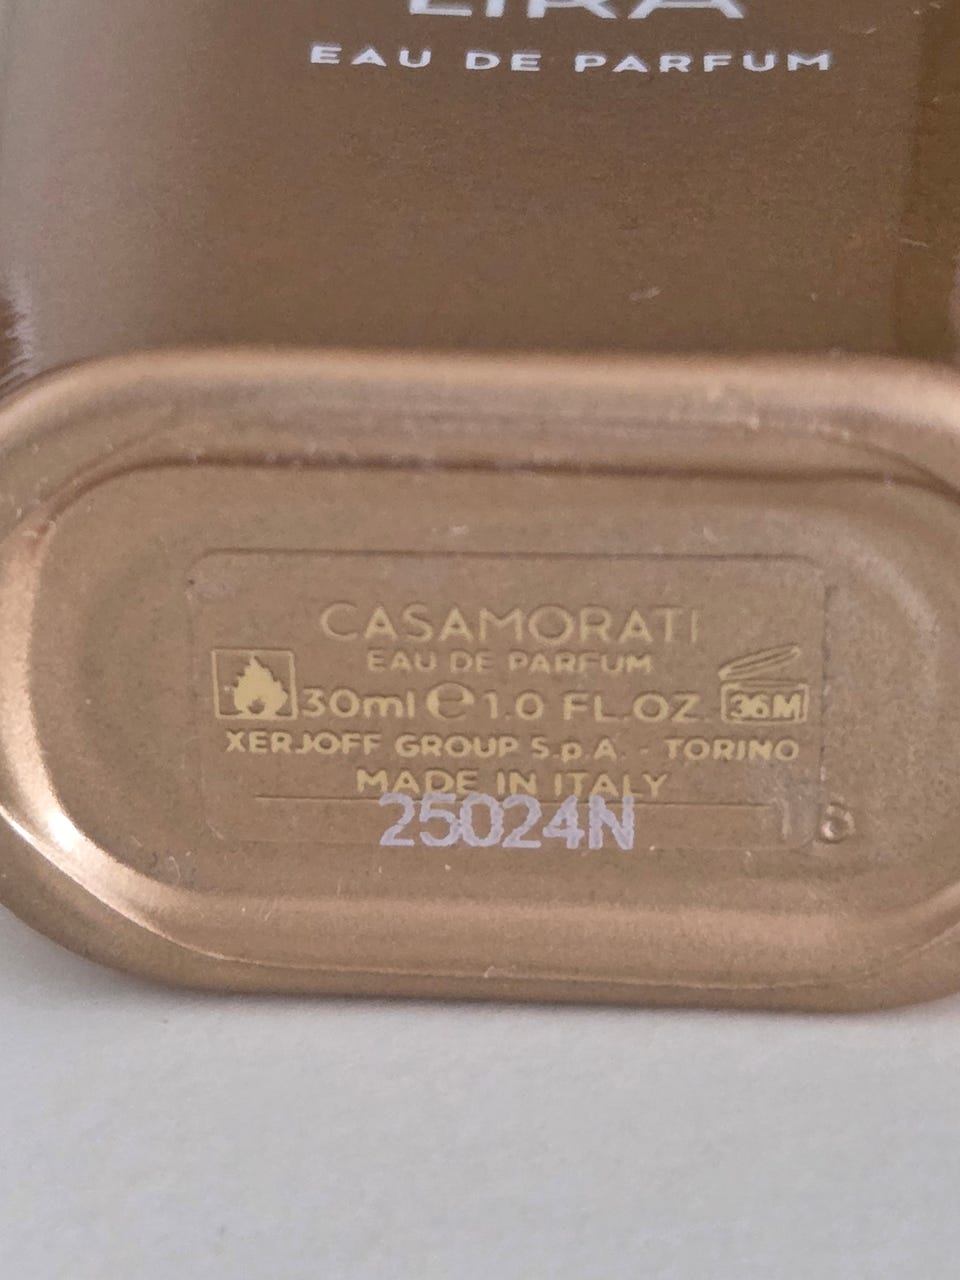 LIRA
EAU DE PARFUM
CASAMORATI
EAU DE PARFUM
30ml ℮ 1.0 FL.OZ. 36M
XERJOFF GROUP S.p.A. - TORINO
MADE IN ITALY
25024N